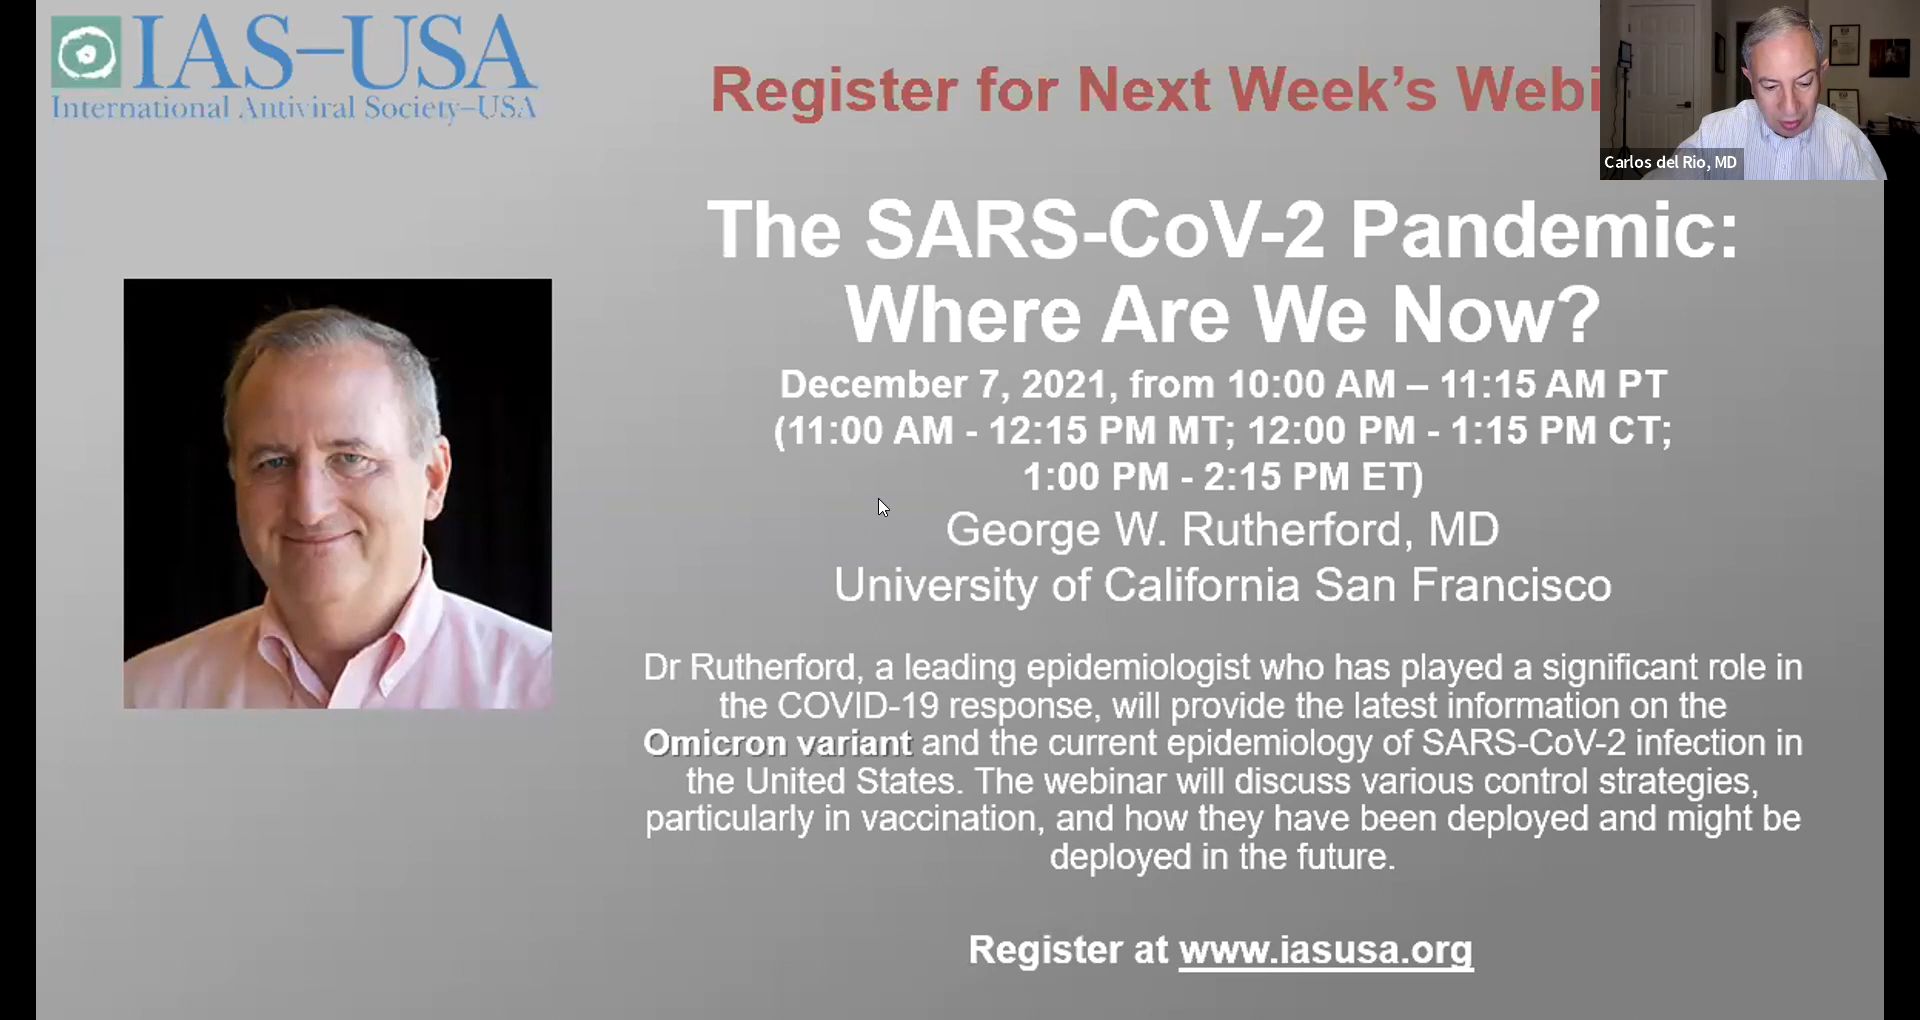 IAS–USA
International Antiviral Society–USA
Register for Next Week's Webi
Carlos del Rio, MD
The SARS-CoV-2 Pandemic:
Where Are We Now?
December 7, 2021, from 10:00 AM – 11:15 AM PT
(11:00 AM - 12:15 PM MT; 12:00 PM - 1:15 PM CT;
1:00 PM - 2:15 PM ET)
George W. Rutherford, MD
University of California San Francisco
Dr Rutherford, a leading epidemiologist who has played a significant role in
the COVID-19 response, will provide the latest information on the
Omicron variant and the current epidemiology of SARS-CoV-2 infection in
the United States. The webinar will discuss various control strategies,
particularly in vaccination, and how they have been deployed and might be
deployed in the future.
Register at www.iasusa.org